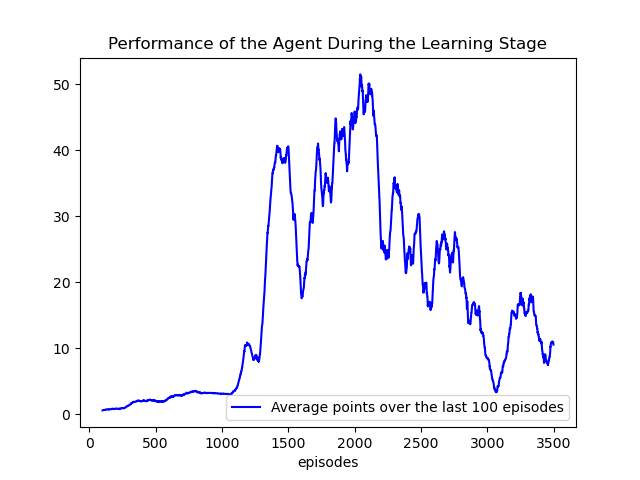 Performance of the Agent During the Learning Stage
50
40
30
20
10
0
Average points over the last 100 episodes
0 500 1000 1500 2000 2500 3000 3500
episodes